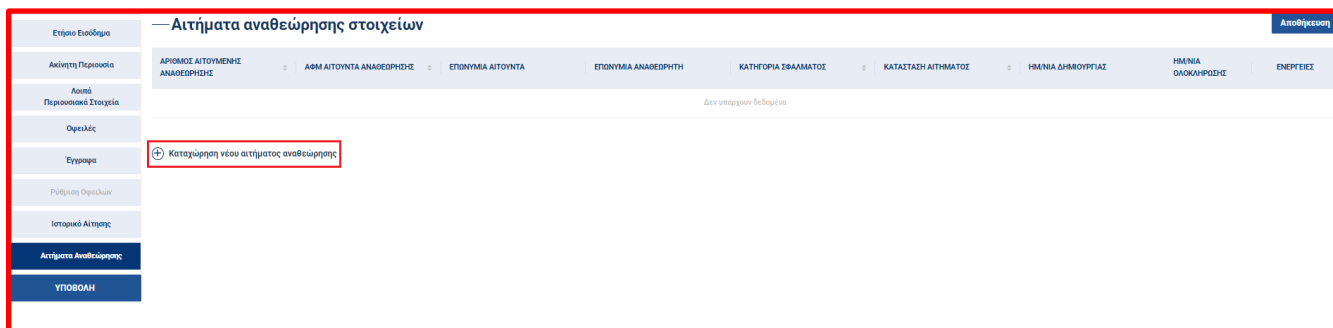 Ετήσιο Εισόδημα
Ακίνητη Περιουσία
Λοιπά
Περιουσιακά Στοιχεία
Οφειλές
Έγγραφα
Ρύθμιση Οφειλών
Ιστορικό Αίτησης
Αιτήματα Αναθεώρησης
ΥΠΟΒΟΛΗ
Αιτήματα αναθεώρησης στοιχείων
Αποθήκευση
ΑΡΙΘΜΟΣ ΑΙΤΟΥΜΕΝΗΣ
ΑΝΑΘΕΩΡΗΣΗΣ
ΑΦΜ ΑΙΤΟΥΝΤΑ ΑΝΑΘΕΩΡΗΣΗΣ
ΕΠΩΝΥΜΙΑ ΑΙΤΟΥΝΤΑ
ΕΠΩΝΥΜΙΑ ΑΝΑΘΕΩΡΗΤΗ
ΚΑΤΗΓΟΡΙΑ ΣΦΑΛΜΑΤΟΣ
ΚΑΤΑΣΤΑΣΗ ΑΙΤΗΜΑΤΟΣ
ΗΜ/ΝΙΑ ΔΗΜΙΟΥΡΓΙΑΣ
ΗΜ/ΝΙΑ
ΟΛΟΚΛΗΡΩΣΗΣ
ΕΝΕΡΓΕΙΕΣ
Δεν υπάρχουν δεδομένα
Καταχώρηση νέου αιτήματος αναθεώρησης